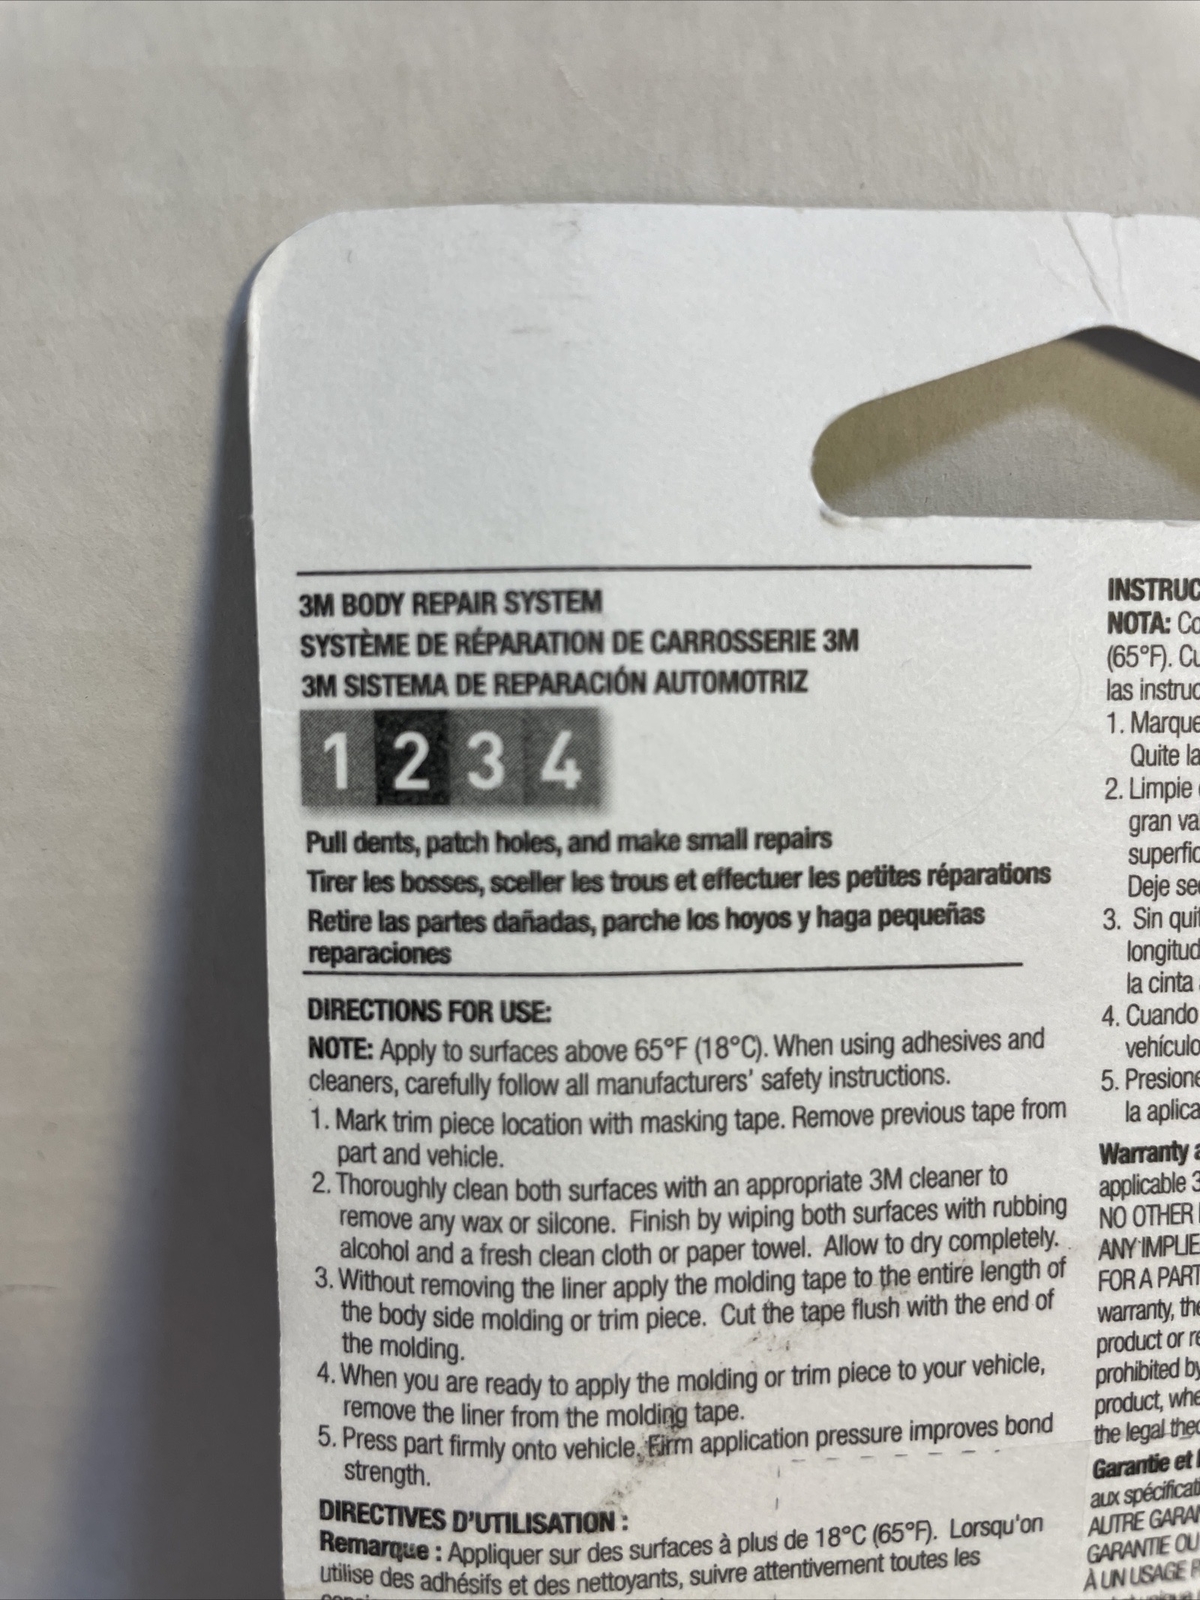 3M BODY REPAIR SYSTEM
SYSTÈME DE RÉPARATION DE CARROSSERIE 3M
3M SISTEMA DE REPARACIÓN AUTOMOTRIZ
1 2 3 4
Pull dents, patch holes, and make small repairs
Tirer les bosses, sceller les trous et effectuer les petites réparations
Retire las partes dañadas, parche los hoyos y haga pequeñas
reparaciones
DIRECTIONS FOR USE:
NOTE: Apply to surfaces above 65°F (18°C). When using adhesives and
cleaners, carefully follow all manufacturers' safety instructions.
1. Mark trim piece location with masking tape. Remove previous tape from
part and vehicle.
2. Thoroughly clean both surfaces with an appropriate 3M cleaner to
remove any wax or silcone. Finish by wiping both surfaces with rubbing
alcohol and a fresh clean cloth or paper towel. Allow to dry completely.
3. Without removing the liner apply the molding tape to the entire length of
the body side molding or trim piece. Cut the tape flush with the end of
the molding.
4. When you are ready to apply the molding or trim piece to your vehicle,
remove the liner from the molding tape.
5. Press part firmly onto vehicle. Firm application pressure improves bond
strength.
DIRECTIVES D'UTILISATION :
Remarque : Appliquer sur des surfaces à plus de 18°C (65°F). Lorsqu'on
utilise des adhésifs et des nettoyants, suivre attentivement toutes les
INSTRUC
NOTA: Co
(65°F). Cu
las instruc
1. Marque
Quite la
2. Limpie
gran va
superfic
Deje se
3. Sin quit
longitud
la cinta
4. Cuando
vehículo
5. Presione
la aplica
Warranty a
applicable 3
NO OTHER
ANY IMPLIE
FOR A PART
warranty, the
product or re
prohibited by
product, whe
the legal theo
Garantie et l
aux spécificati
AUTRE GARAN
GARANTIE OU
À UN USAGE P